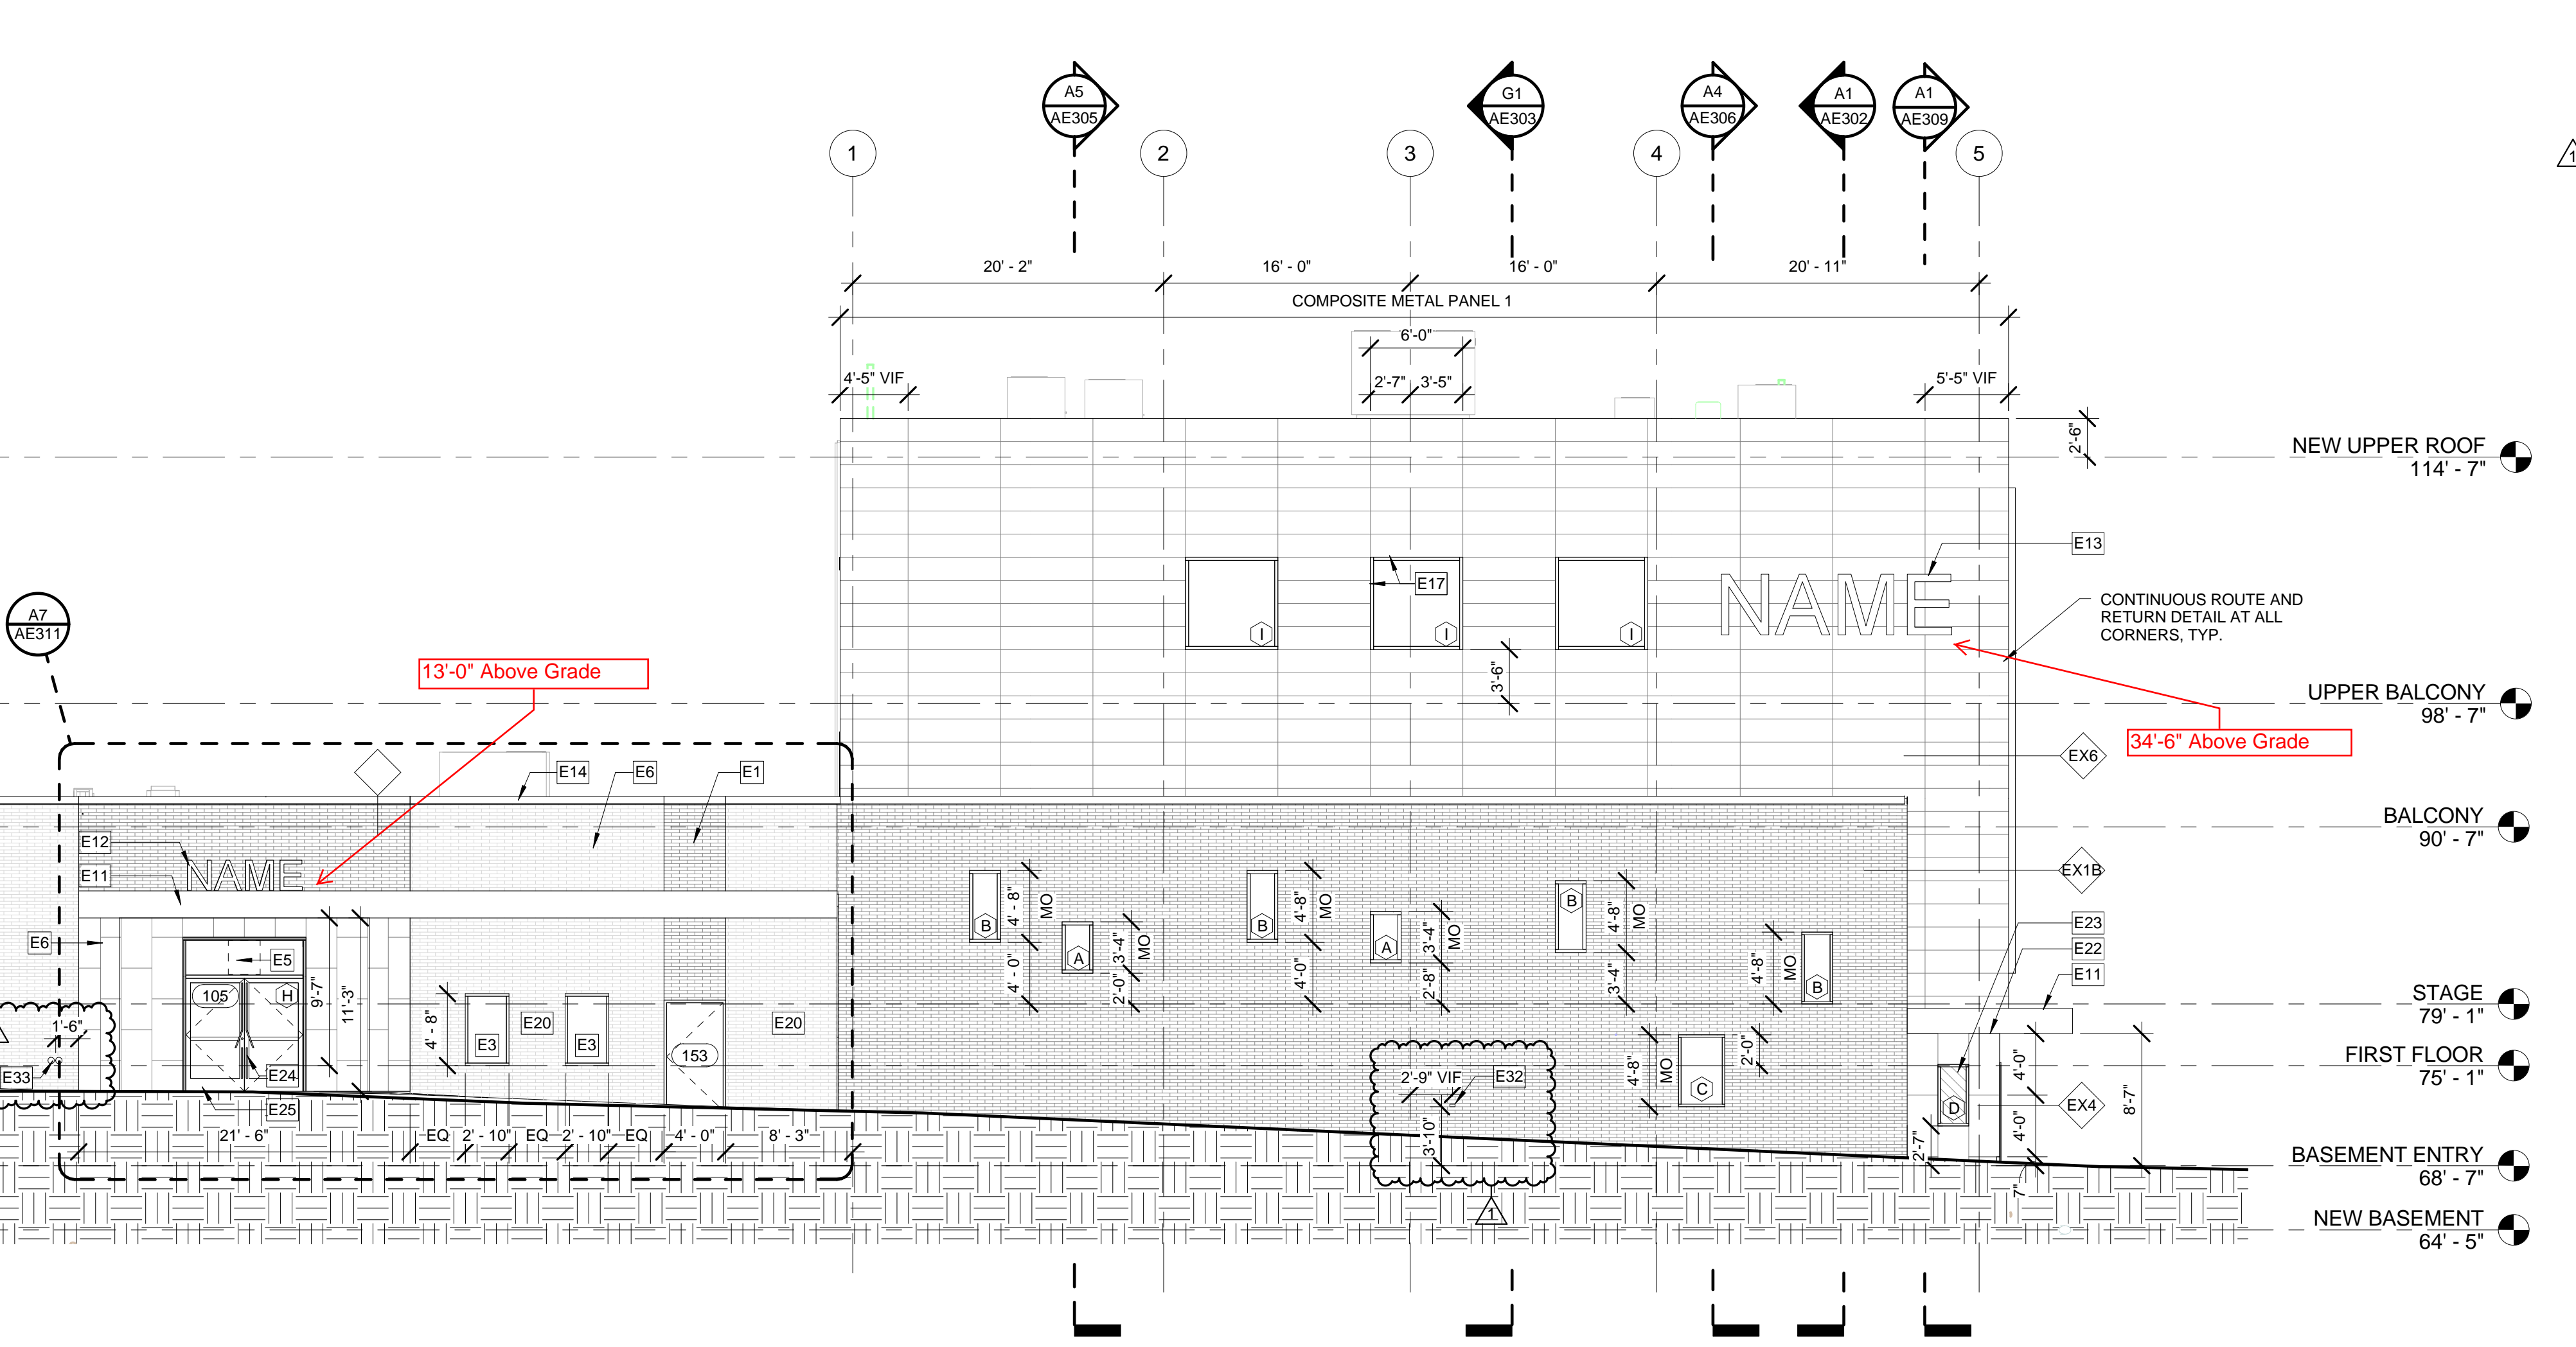 A5
AE305
G1
AE303
A4
AE306
A1
AE302
A1
AE309
1
2
3
4
5
1
20' - 2"
16' - 0"
16' - 0"
20' - 11"
COMPOSITE METAL PANEL 1
6'-0"
4'-5" VIF
2'-7"
3'-5"
5'-5" VIF
2'-6"
NEW UPPER ROOF
114' - 7"
E13
E17
I
I
I
NAME
CONTINUOUS ROUTE AND
RETURN DETAIL AT ALL
CORNERS, TYP.
A7
AE311
13'-0" Above Grade
3'-6"
UPPER BALCONY
98' - 7"
34'-6" Above Grade
EX6
E14
E6
E1
BALCONY
90' - 7"
E12
E11
NAME
EX1B
B
4' - 8"
MO
B
4'-8"
MO
B
4'-8"
MO
A
3'-4"
MO
A
3'-4"
MO
4'-8"
MO
B
4' - 0"
2'-0"
4'-0"
2'-8"
3'-4"
E23
E22
E11
E6
E5
105
H
9'-7"
11'-3"
STAGE
79' - 1"
1'-6"
4' - 8"
E3
E20
E3
153
E20
FIRST FLOOR
75' - 1"
E33
E24
E25
2'-9" VIF
E32
3'-10"
1
4'-8"
MO
C
2'-0"
D
4'-0"
4'-0"
8'-7"
EX4
2'-7"
7"
21' - 6"
EQ
2' - 10"
EQ
2' - 10"
EQ
4' - 0"
8' - 3"
BASEMENT ENTRY
68' - 7"
NEW BASEMENT
64' - 5"